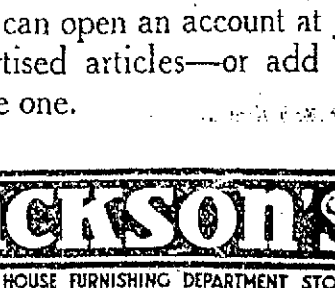 can open an account at
rtised articles—or add
e one.
CKSON'S
HOUSE FURNISHING DEPARTMENT STO